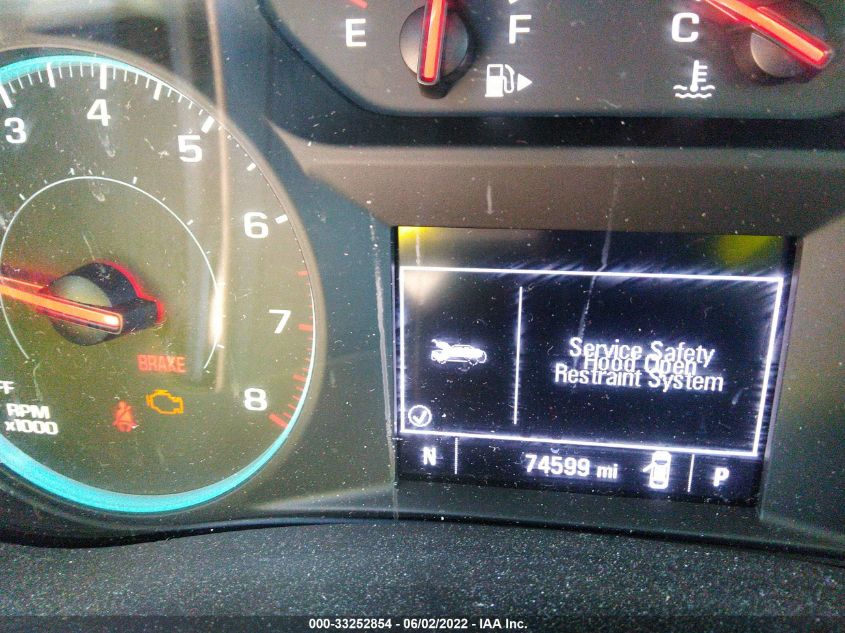 E
F
C
3
4
5
6
7
8
BRAKE
FF
RPM
x1000
Service Safety
Hood Open
Restraint System
N
74599 mi
P
000-33252854 - 06/02/2022 - IAA Inc.